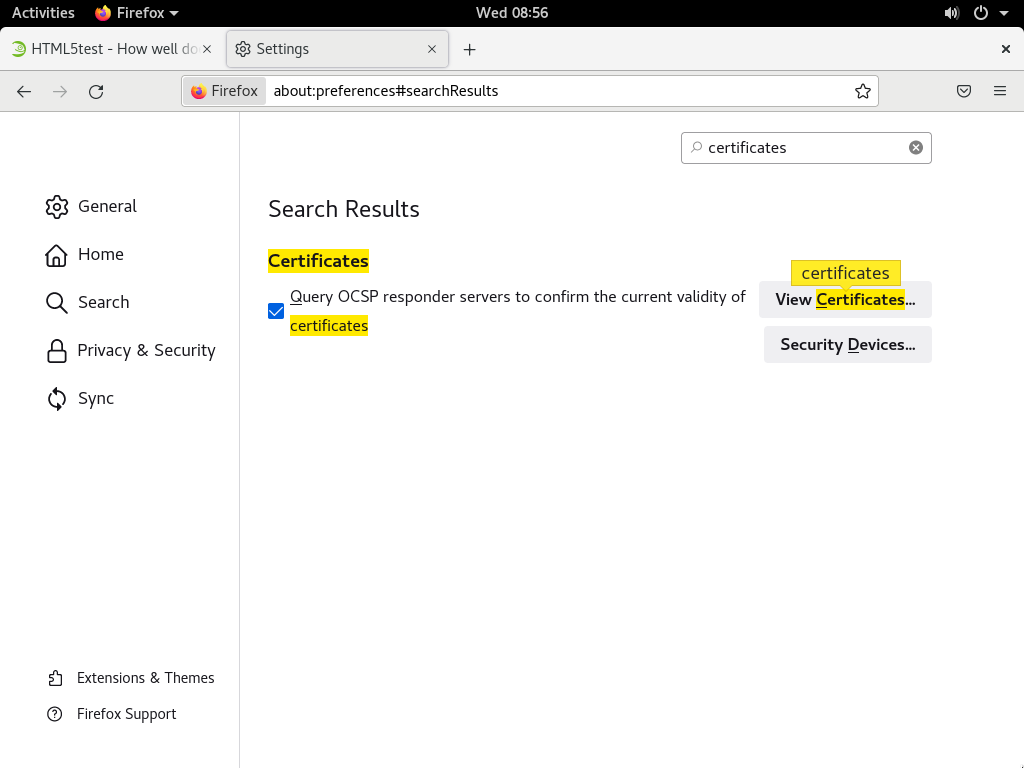 Activities
Firefox
Wed 08:56
HTML5test - How well do
Settings
Firefox
about:preferences#searchResults
certificates
General
Home
Search
Privacy & Security
Sync
Extensions & Themes
Firefox Support
Search Results
Certificates
Query OCSP responder servers to confirm the current validity of
certificates
certificates
View Certificates...
Security Devices...